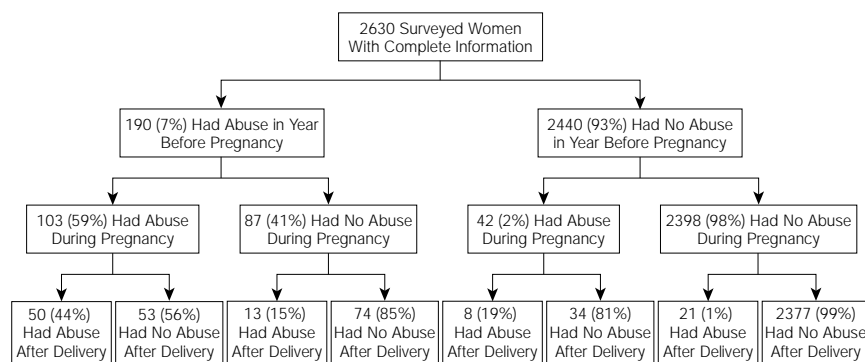 2630 Surveyed Women
With Complete Information
190 (7%) Had Abuse in Year
Before Pregnancy
2440 (93%) Had No Abuse
in Year Before Pregnancy
103 (59%) Had Abuse
During Pregnancy
87 (41%) Had No Abuse
During Pregnancy
42 (2%) Had Abuse
During Pregnancy
2398 (98%) Had No Abuse
During Pregnancy
50 (44%)
Had Abuse
After Delivery
53 (56%)
Had No Abuse
After Delivery
13 (15%)
Had Abuse
After Delivery
74 (85%)
Had No Abuse
After Delivery
8 (19%)
Had Abuse
After Delivery
34 (81%)
Had No Abuse
After Delivery
21 (1%)
Had Abuse
After Delivery
2377 (99%)
Had No Abuse
After Delivery